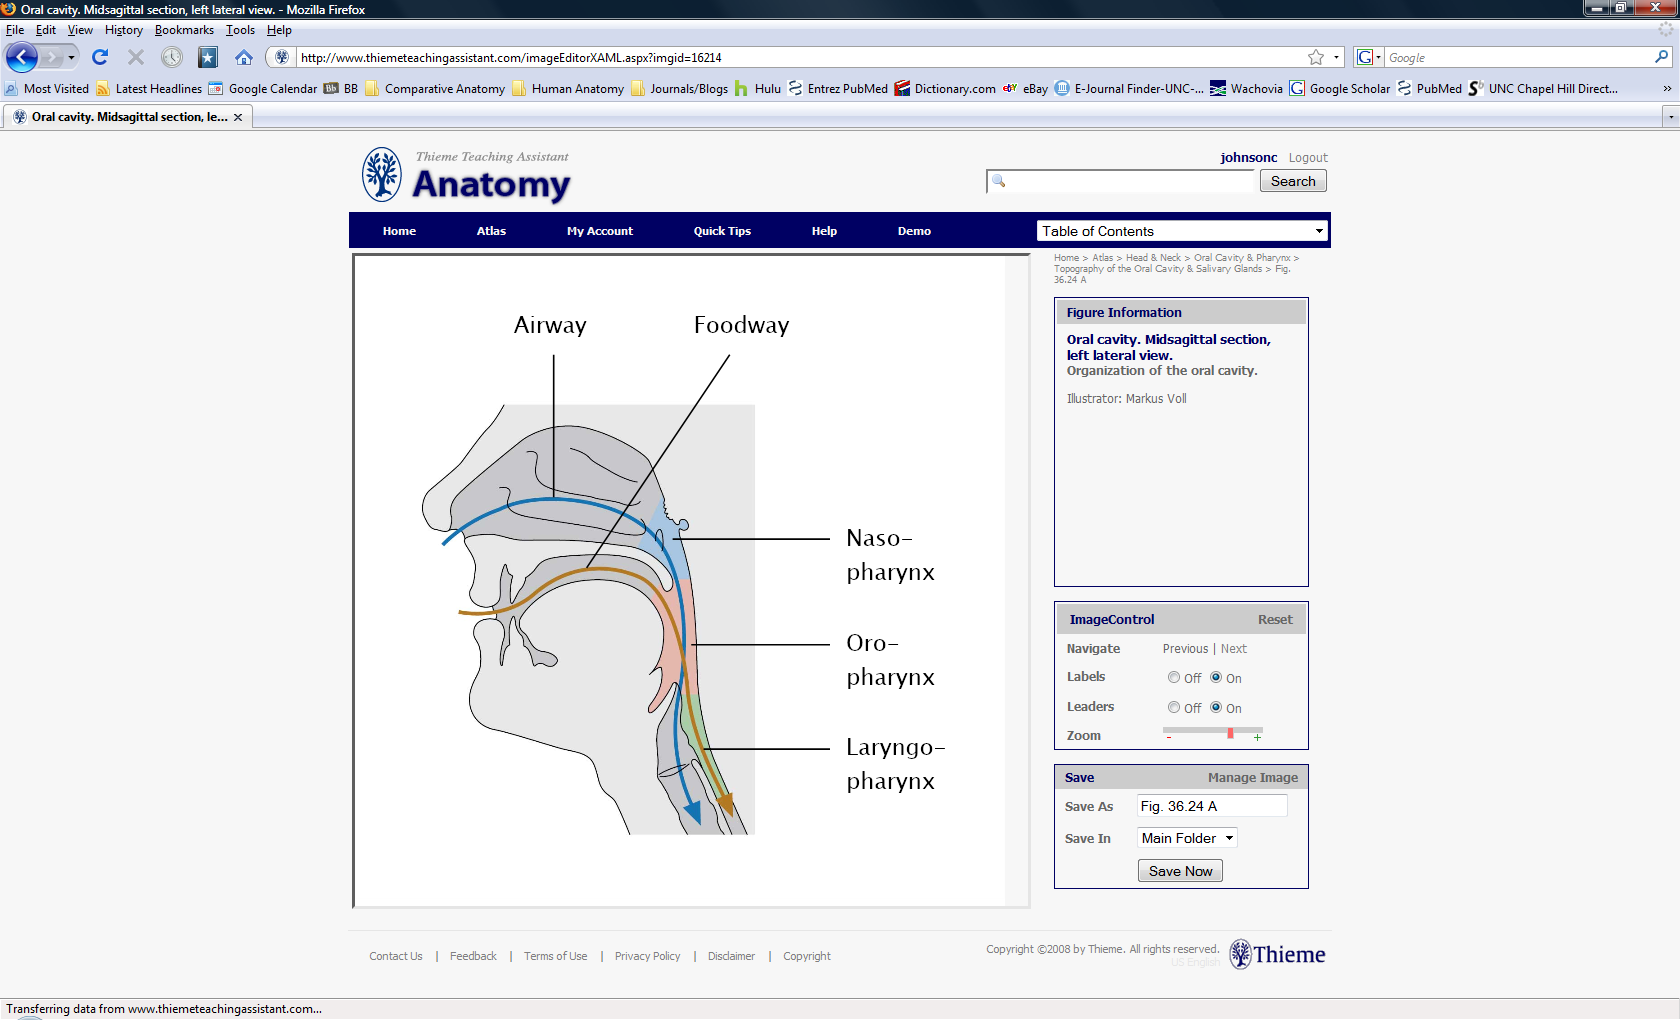 Oral cavity. Midsagittal section, left lateral view. - Mozilla Firefox
File Edit View History Bookmarks Tools Help
http://www.thiemeteachingassistant.com/imageEditorXAML.aspx?imgid=16214
G Google
Most Visited Latest Headlines Google Calendar Bb BB Comparative Anatomy Human Anatomy Journals/Blogs h Hulu Entrez PubMed Dictionary.com eBay E-Journal Finder-UNC-... Wachovia G Google Scholar PubMed UNC Chapel Hill Direct... »
Oral cavity. Midsagittal section, le...
Thieme Teaching Assistant
Anatomy
johnsonc Logout
Search
Home Atlas My Account Quick Tips Help Demo Table of Contents
Home > Atlas > Head & Neck > Oral Cavity & Pharynx >
Topography of the Oral Cavity & Salivary Glands > Fig.
36.24 A
Airway Foodway
Naso-
pharynx
Oro-
pharynx
Laryngo-
pharynx
Figure Information
Oral cavity. Midsagittal section,
left lateral view.
Organization of the oral cavity.
Illustrator: Markus Voll
ImageControl Reset
Navigate Previous | Next
Labels Off On
Leaders Off On
Zoom - +
Save Manage Image
Save As Fig. 36.24 A
Save In Main Folder
Save Now
Contact Us | Feedback | Terms of Use | Privacy Policy | Disclaimer | Copyright
Copyright ©2008 by Thieme. All rights reserved.
US English
Thieme
Transferring data from www.thiemeteachingassistant.com...